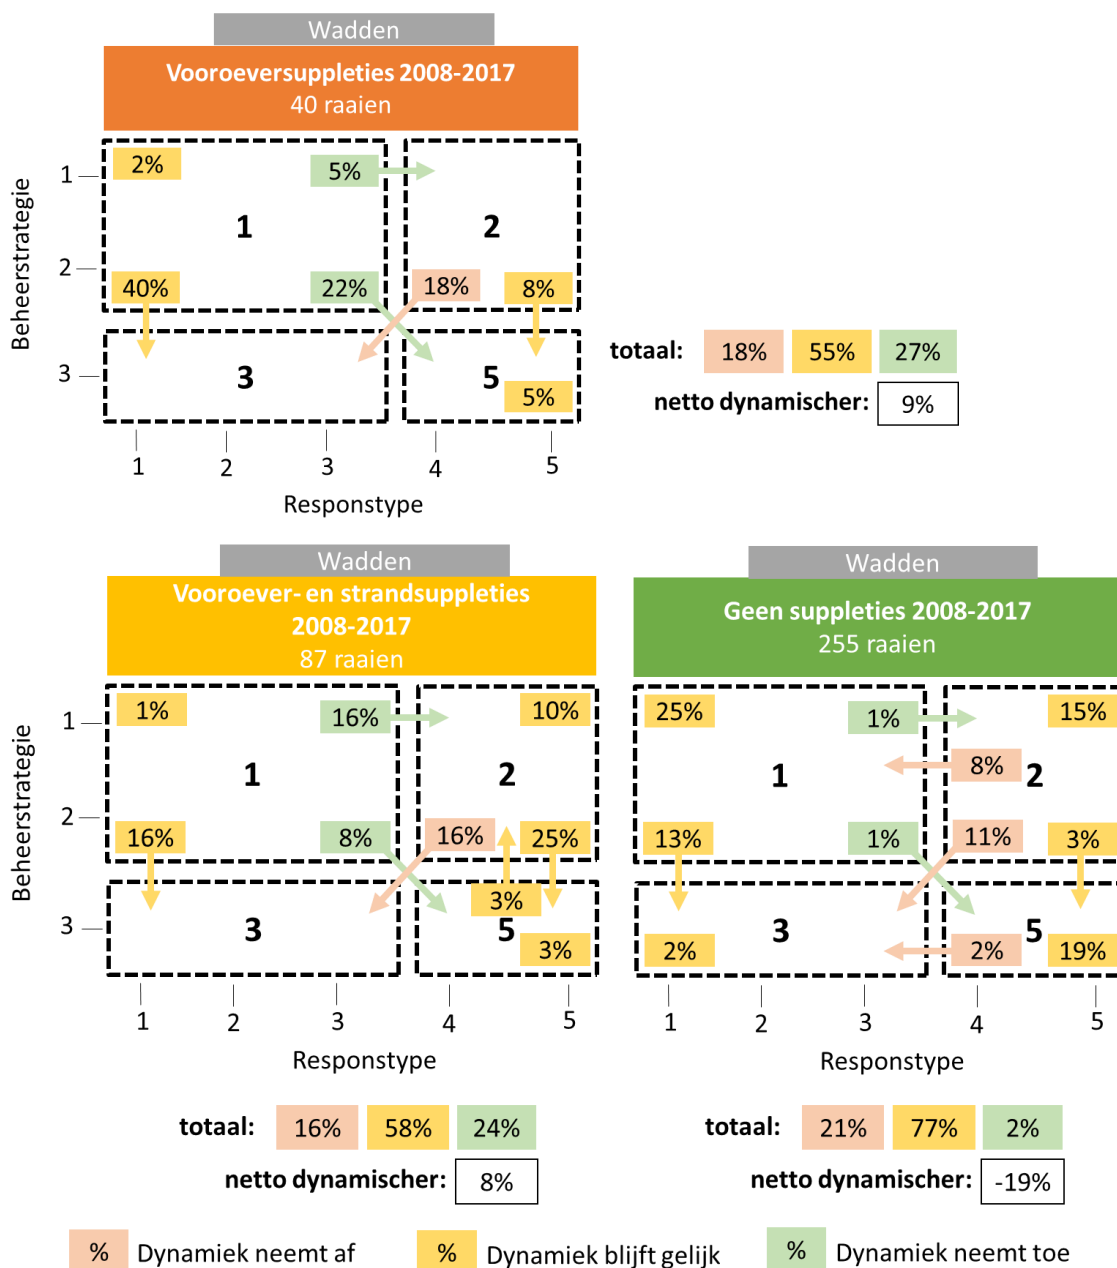 Wadden
Vooroeversuppleties 2008-2017
40 raaien
Beheerstrategie
1
2
3
2%
5%
1
2
40%
22%
18%
8%
3
5
5%
1
2
3
4
5
Responstype
totaal: 18% 55% 27%
netto dynamischer: 9%
Wadden
Vooroever- en strandsuppleties
2008-2017
87 raaien
Beheerstrategie
1
2
3
1%
16%
10%
1
2
16%
8%
16%
25%
3%
3
5
3%
1
2
3
4
5
Responstype
totaal: 16% 58% 24%
netto dynamischer: 8%
Wadden
Geen suppleties 2008-2017
255 raaien
25%
1%
15%
1
8%
2
13%
1%
11%
3%
3
5
2%
2%
19%
1
2
3
4
5
Responstype
totaal: 21% 77% 2%
netto dynamischer: -19%
% Dynamiek neemt af
% Dynamiek blijft gelijk
% Dynamiek neemt toe